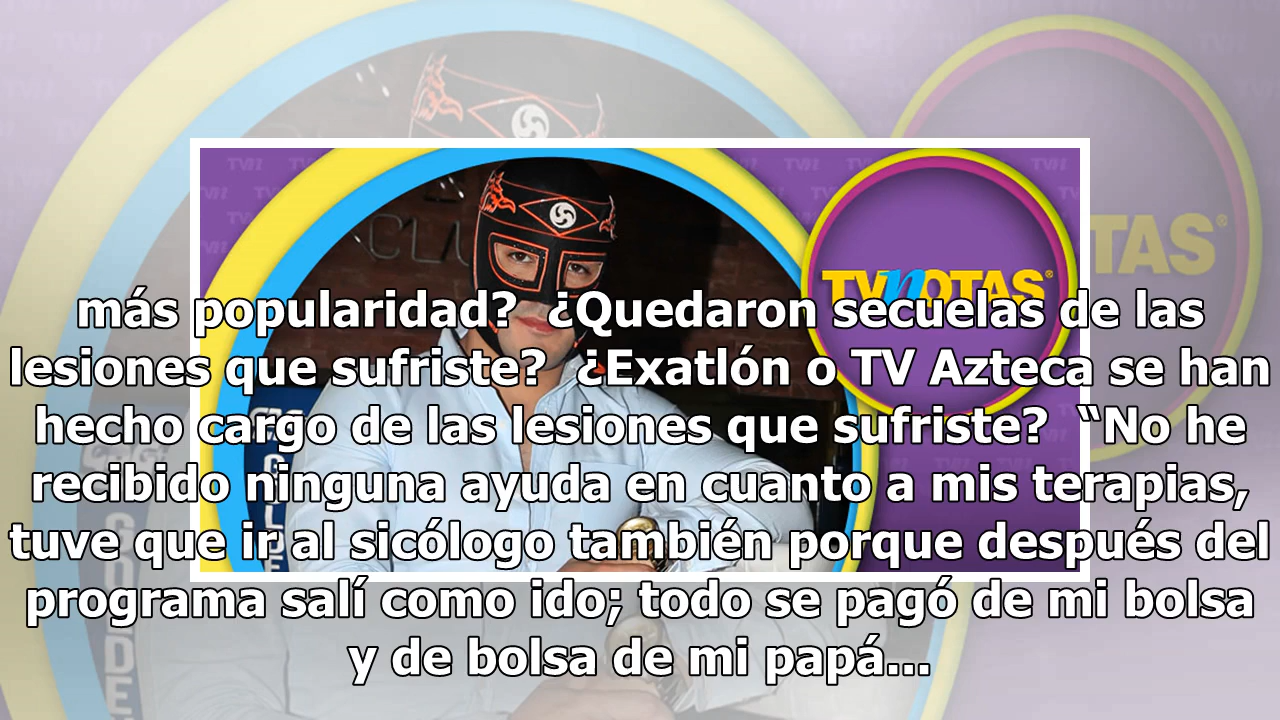 más popularidad?  ¿Quedaron secuelas de las
lesiones que sufriste?  ¿Exatlón o TV Azteca se han
hecho cargo de las lesiones que sufriste?  “No he
recibido ninguna ayuda en cuanto a mis terapias,
tuve que ir al sicólogo también porque después del
programa salí como ido; todo se pagó de mi bolsa
y de bolsa de mi papá...
TVnOTAS®
TAS®
CLU